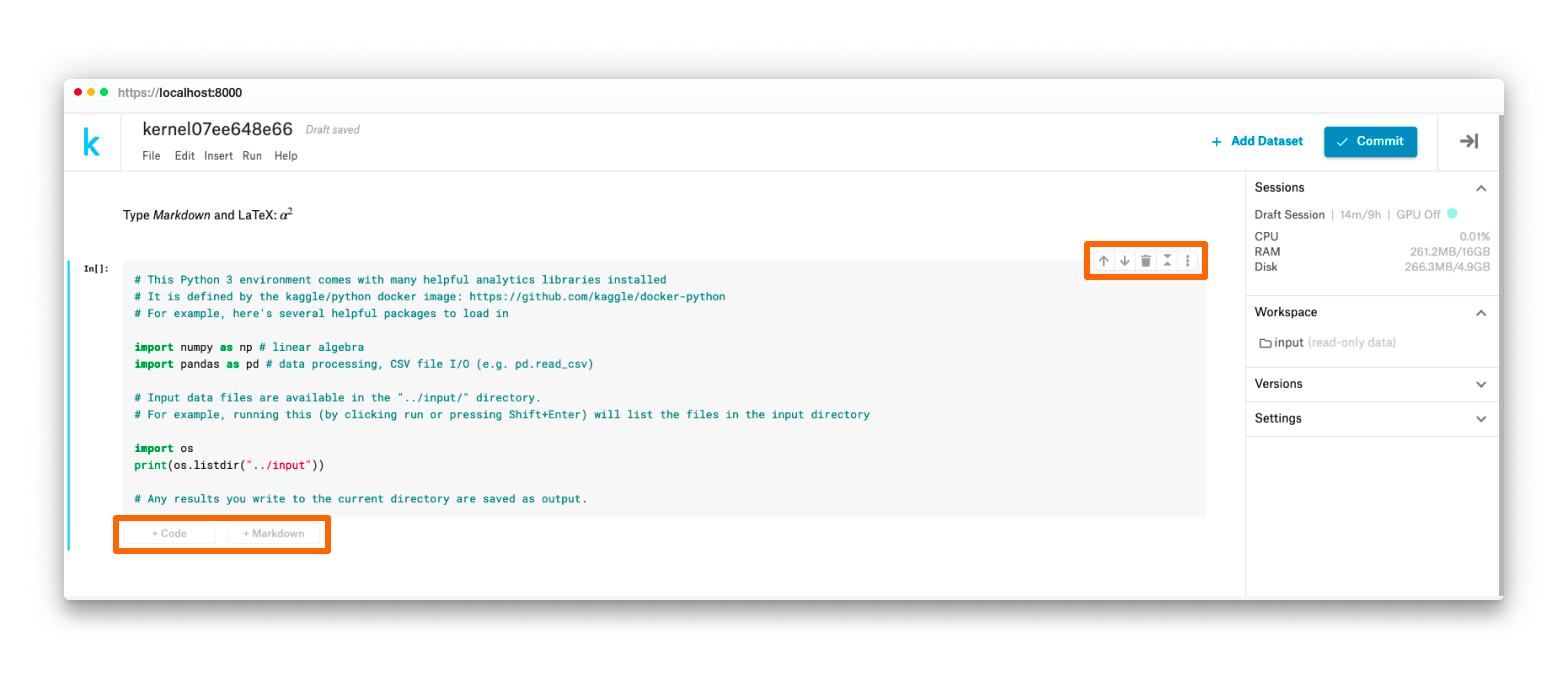 https://localhost:8000
k
kernel07ee648e66 Draft saved
File Edit Insert Run Help
+ Add Dataset
Commit
Type Markdown and LaTeX: α²
In[]:
# This Python 3 environment comes with many helpful analytics libraries installed
# It is defined by the kaggle/python docker image: https://github.com/kaggle/docker-python
# For example, here's several helpful packages to load in
import numpy as np # linear algebra
import pandas as pd # data processing, CSV file I/O (e.g. pd.read_csv)
# Input data files are available in the "../input/" directory.
# For example, running this (by clicking run or pressing Shift+Enter) will list the files in the input directory
import os
print(os.listdir("../input"))
# Any results you write to the current directory are saved as output.
+ Code + Markdown
Sessions
Draft Session | 14m/9h | GPU Off
CPU 0.01%
RAM 261.2MB/16GB
Disk 266.3MB/4.9GB
Workspace
input (read-only data)
Versions
Settings